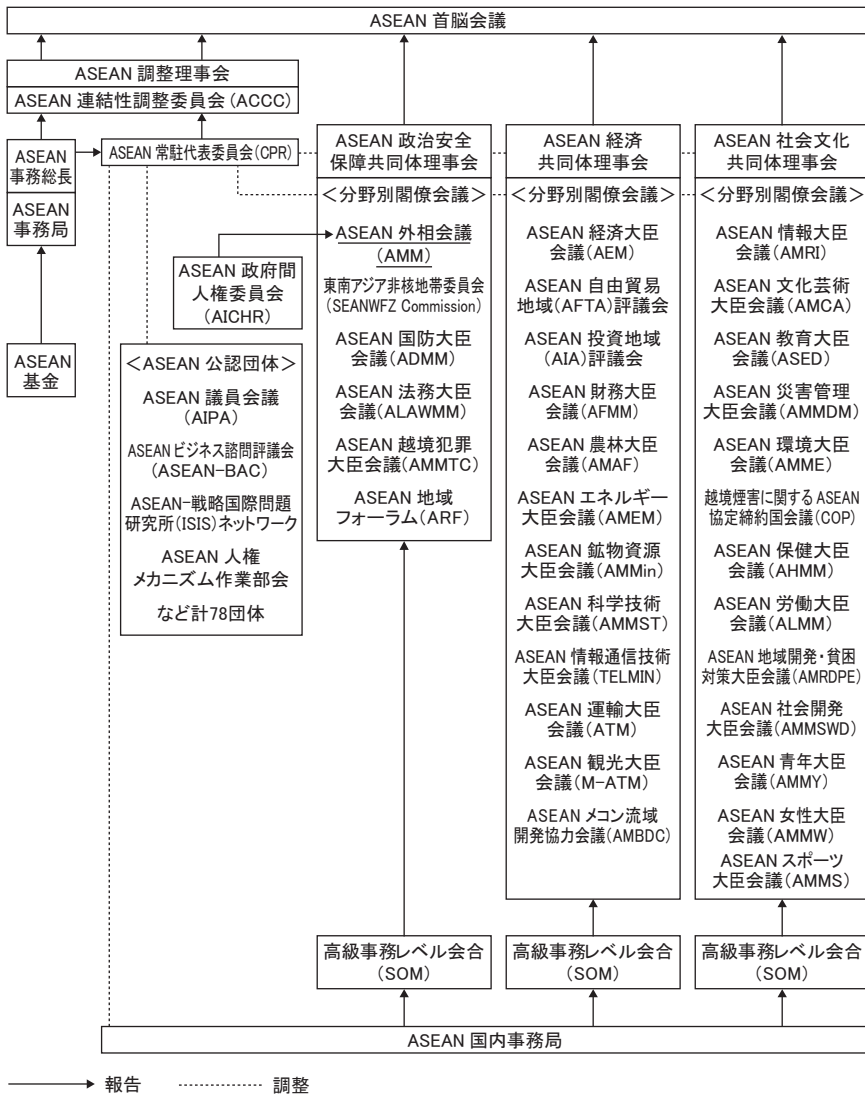 ASEAN 首脳会議
ASEAN 調整理事会
ASEAN 連結性調整委員会(ACCC)
ASEAN
事務総長
ASEAN
事務局
ASEAN
基金
ASEAN 常駐代表委員会(CPR)
ASEAN 政府間
人権委員会
(AICHR)
＜ASEAN 公認団体＞
ASEAN 議員会議
(AIPA)
ASEANビジネス諮問評議会
(ASEAN-BAC)
ASEAN-戦略国際問題
研究所(ISIS)ネットワーク
ASEAN 人権
メカニズム作業部会
など計78団体
ASEAN 政治安全
保障共同体理事会
＜分野別閣僚会議＞
ASEAN 外相会議
(AMM)
東南アジア非核地帯委員会
(SEANWFZ Commission)
ASEAN 国防大臣
会議(ADMM)
ASEAN 法務大臣
会議(ALAWMM)
ASEAN 越境犯罪
大臣会議(AMMTC)
ASEAN 地域
フォーラム(ARF)
高級事務レベル会合
(SOM)
ASEAN 経済
共同体理事会
＜分野別閣僚会議＞
ASEAN 経済大臣
会議(AEM)
ASEAN 自由貿易
地域(AFTA)評議会
ASEAN 投資地域
(AIA)評議会
ASEAN 財務大臣
会議(AFMM)
ASEAN 農林大臣
会議(AMAF)
ASEAN エネルギー
大臣会議(AMEM)
ASEAN 鉱物資源
大臣会議(AMMin)
ASEAN 科学技術
大臣会議(AMMST)
ASEAN 情報通信技術
大臣会議(TELMIN)
ASEAN 運輸大臣
会議(ATM)
ASEAN 観光大臣
会議(M-ATM)
ASEAN メコン流域
開発協力会議(AMBDC)
高級事務レベル会合
(SOM)
ASEAN 社会文化
共同体理事会
＜分野別閣僚会議＞
ASEAN 情報大臣
会議(AMRI)
ASEAN 文化芸術
大臣会議(AMCA)
ASEAN 教育大臣
会議(ASED)
ASEAN 災害管理
大臣会議(AMMDM)
ASEAN 環境大臣
会議(AMME)
越境煙害に関するASEAN
協定締約国会議(COP)
ASEAN 保健大臣
会議(AHMM)
ASEAN 労働大臣
会議(ALMM)
ASEAN 地域開発・貧困
対策大臣会議(AMRDPE)
ASEAN 社会開発
大臣会議(AMMSWD)
ASEAN 青年大臣
会議(AMMY)
ASEAN 女性大臣
会議(AMMW)
ASEAN スポーツ
大臣会議(AMMS)
高級事務レベル会合
(SOM)
ASEAN 国内事務局
報告
調整